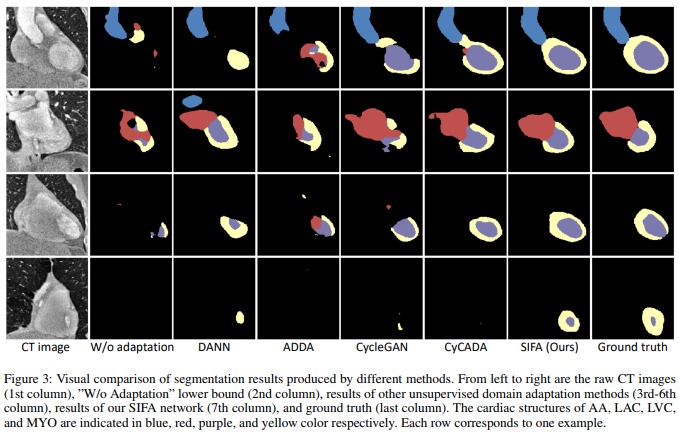 CT image W/o adaptation DANN ADDA CycleGAN CyCADA SIFA (Ours) Ground truth
Figure 3: Visual comparison of segmentation results produced by different methods. From left to right are the raw CT images
(1st column), ”W/o Adaptation” lower bound (2nd column), results of other unsupervised domain adaptation methods (3rd-6th
column), results of our SIFA network (7th column), and ground truth (last column). The cardiac structures of AA, LAC, LVC,
and MYO are indicated in blue, red, purple, and yellow color respectively. Each row corresponds to one example.